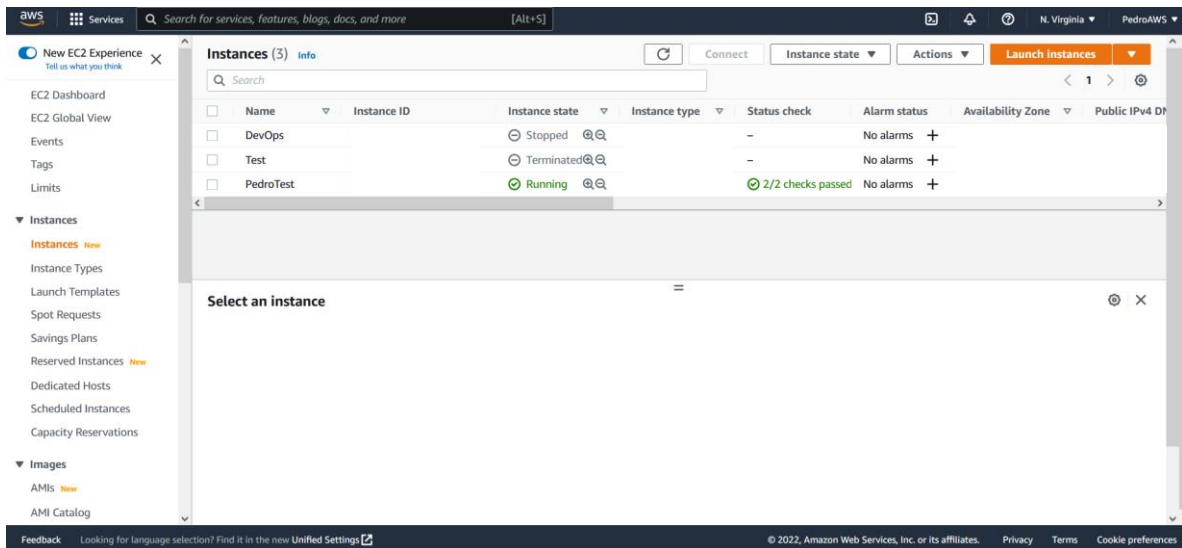 aws Services Search for services, features, blogs, docs, and more [Alt+S] N. Virginia PedroAWS
New EC2 Experience
Tell us what you think
EC2 Dashboard
EC2 Global View
Events
Tags
Limits
Instances
Instances New
Instance Types
Launch Templates
Spot Requests
Savings Plans
Reserved Instances New
Dedicated Hosts
Scheduled Instances
Capacity Reservations
Images
AMIs New
AMI Catalog
Instances (3) Info Connect Instance state Actions Launch instances
Search 1
Name Instance ID Instance state Instance type Status check Alarm status Availability Zone Public IPv4 DN
DevOps Stopped – No alarms +
Test Terminated – No alarms +
PedroTest Running 2/2 checks passed No alarms +
Select an instance
Feedback Looking for language selection? Find it in the new Unified Settings © 2022, Amazon Web Services, Inc. or its affiliates. Privacy Terms Cookie preferences